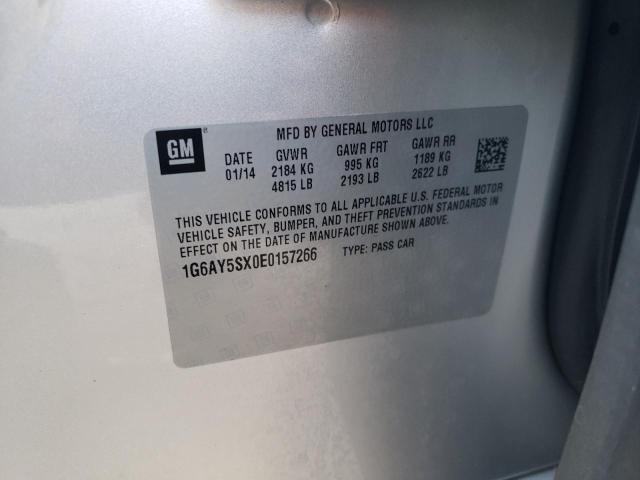 MFD BY GENERAL MOTORS LLC
GM®
DATE GVWR GAWR FRT GAWR RR
01/14 2184 KG 995 KG 1189 KG
4815 LB 2193 LB 2622 LB
THIS VEHICLE CONFORMS TO ALL APPLICABLE U.S. FEDERAL MOTOR
VEHICLE SAFETY, BUMPER, AND THEFT PREVENTION STANDARDS IN
EFFECT ON THE DATE OF MANUFACTURE SHOWN ABOVE.
1G6AY5SX0E0157266 TYPE: PASS CAR